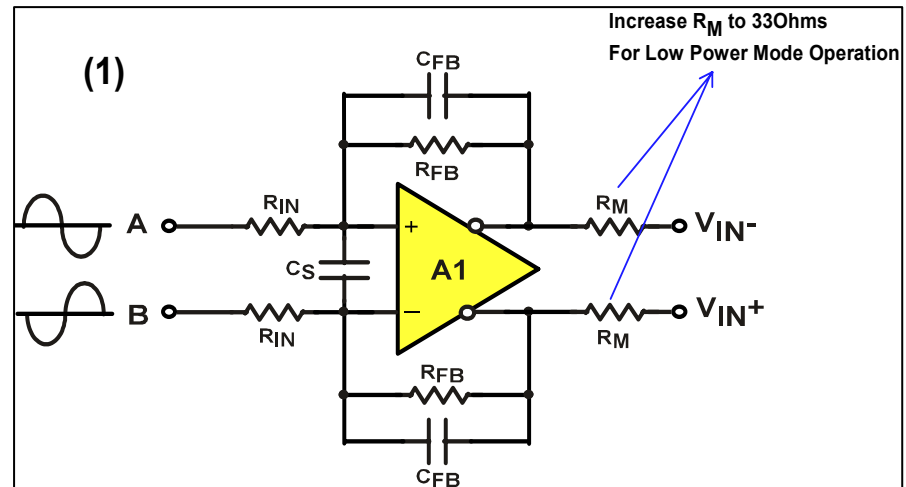 Increase RM to 33Ohms
For Low Power Mode Operation
(1)
CFB
RFB
RIN
RM
A
VIN-
+
CS
A1
B
−
VIN+
RIN
RM
RFB
CFB